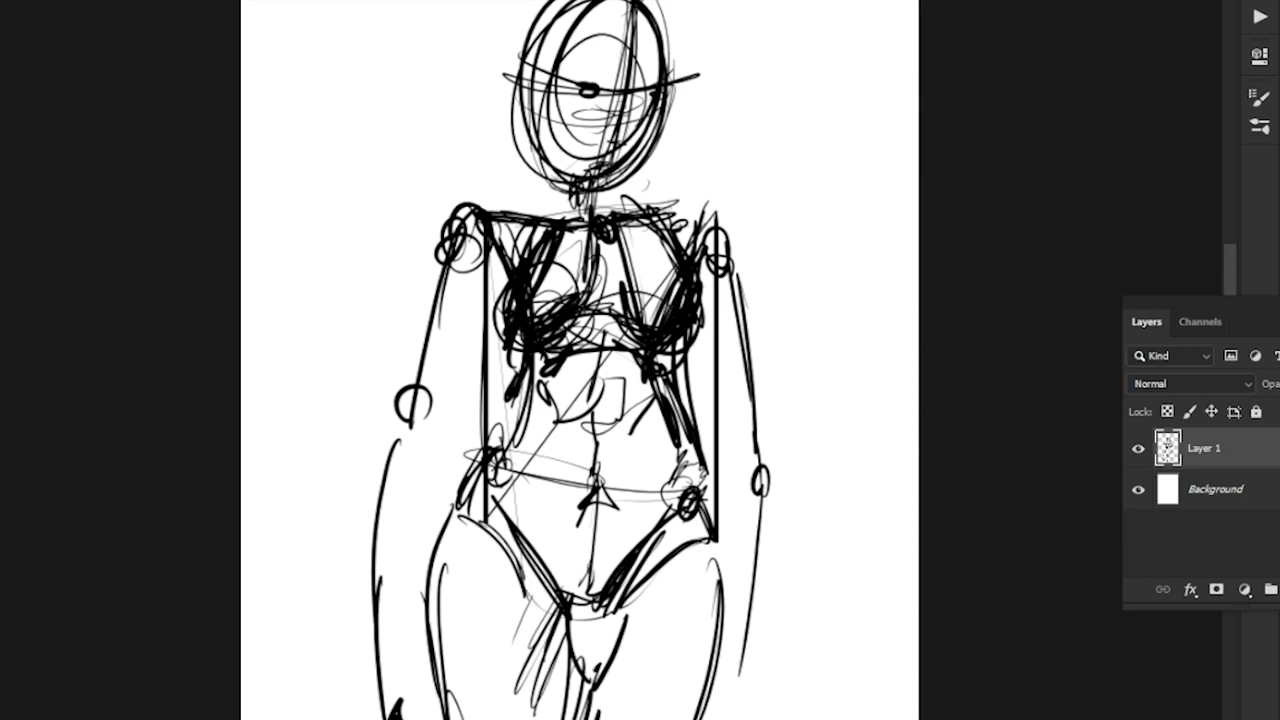 Layers Channels
Kind
Normal Opa
Lock:
Layer 1
Background